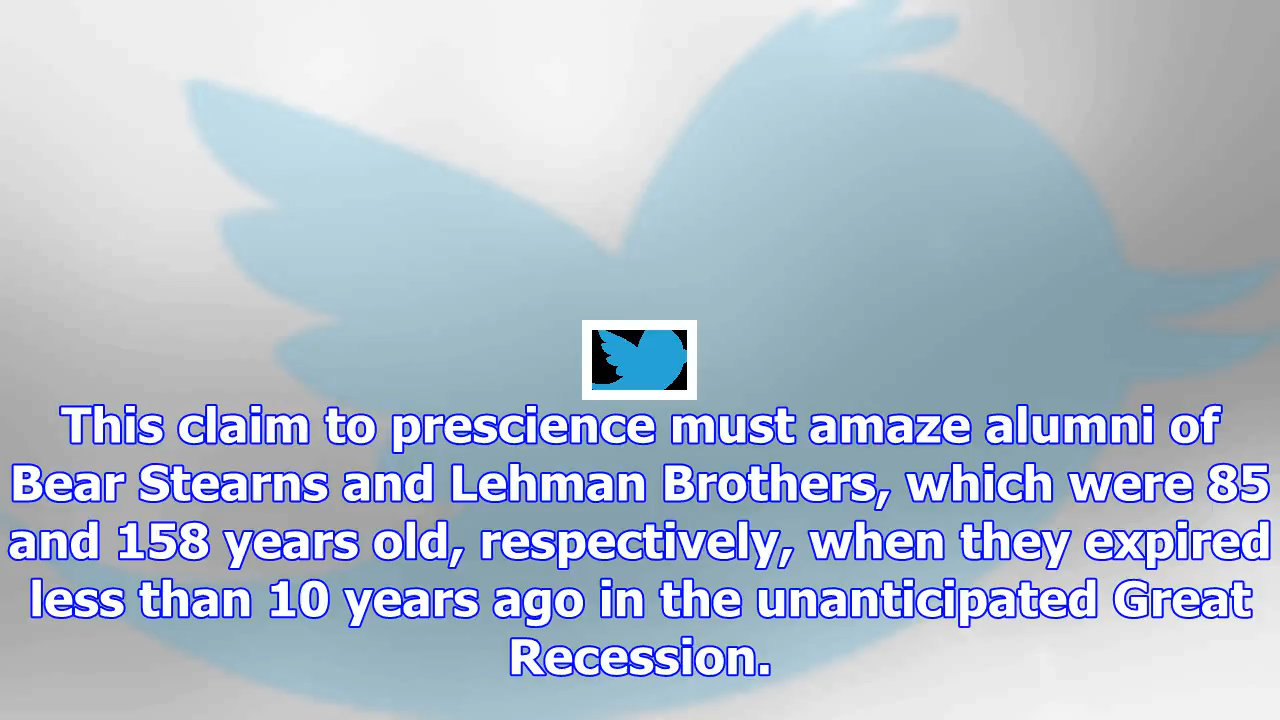 This claim to prescience must amaze alumni of
Bear Stearns and Lehman Brothers, which were 85
and 158 years old, respectively, when they expired
less than 10 years ago in the unanticipated Great
Recession.